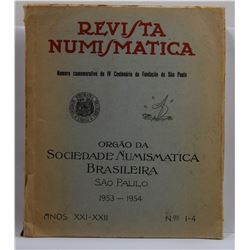 REVISTA
NUMISMATICA
Numero comemorativo do IV Centenário da Fundação de São Paulo
ORGÃO DA
SOCIEDADE NUMISMATICA
BRASILEIRA
SÃO PAULO
1953 - 1954
ANOS XXI-XXII
N.os 1-4